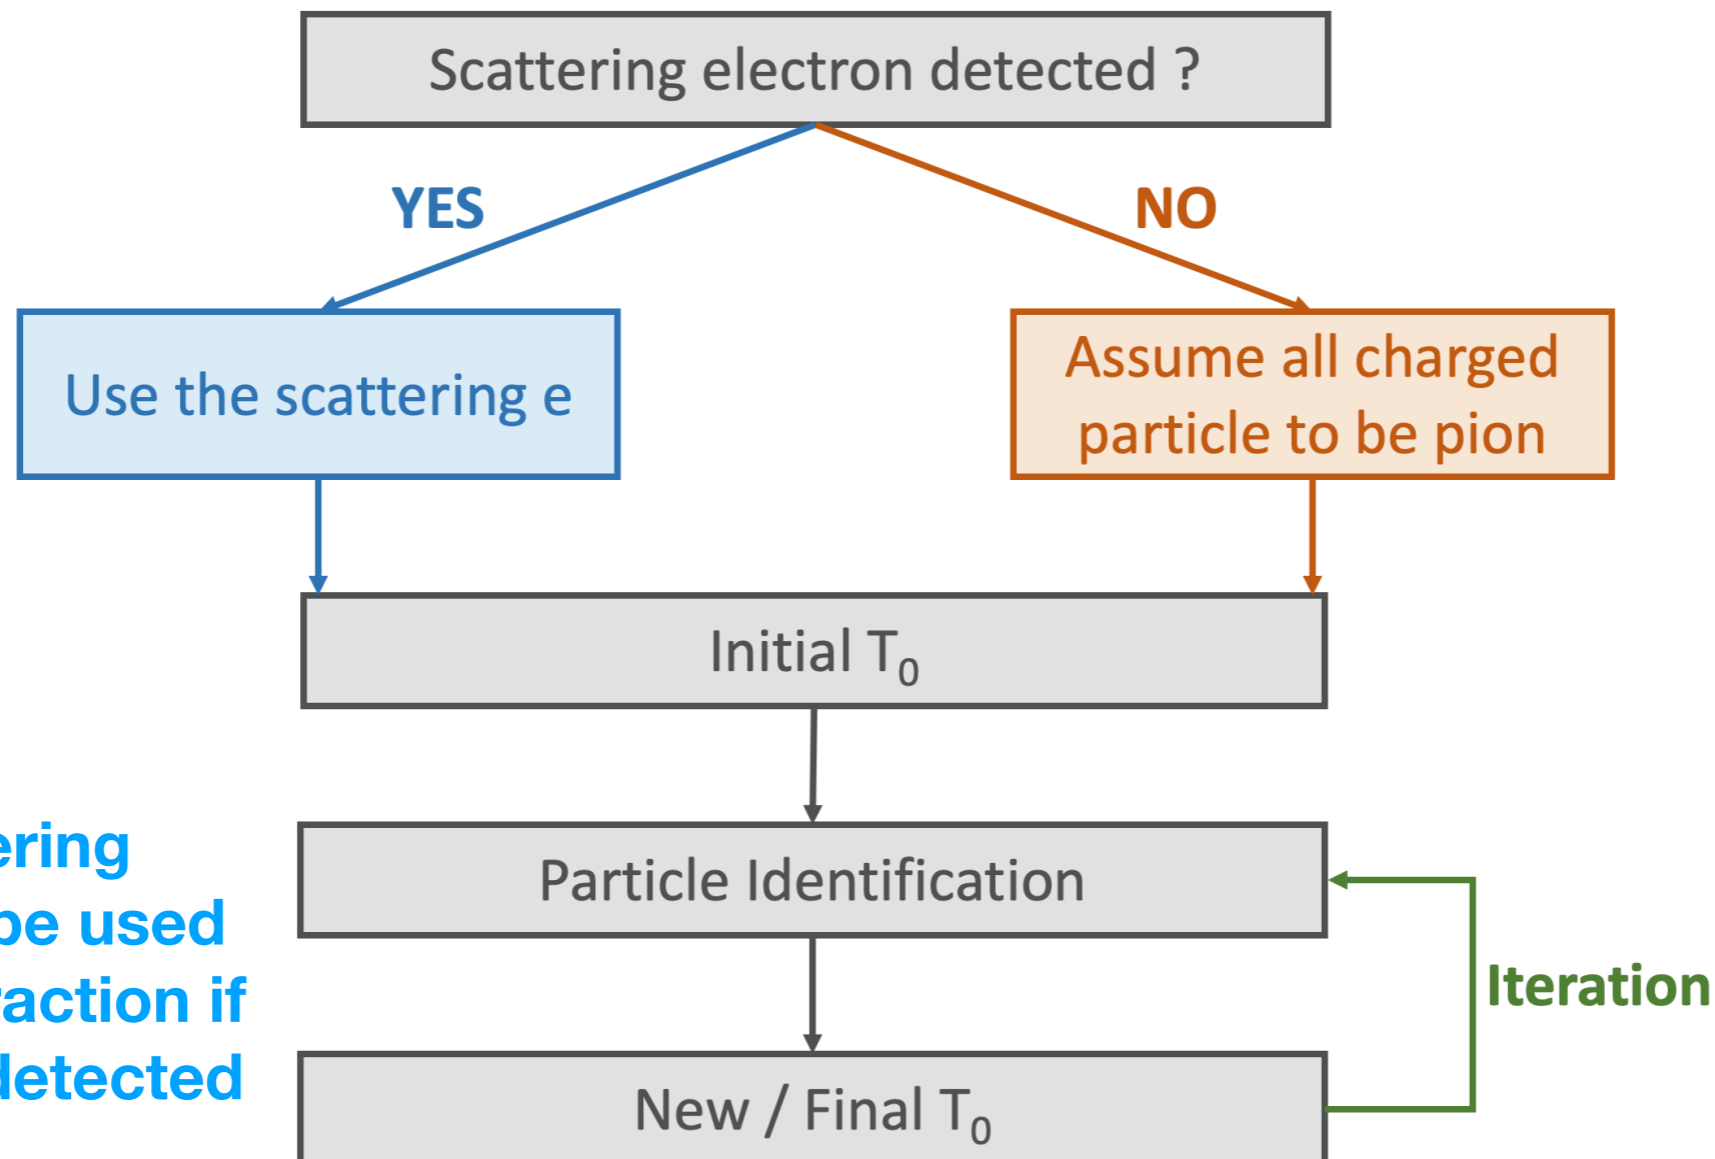 Scattering electron detected ?
YES
NO
Use the scattering e
Assume all charged
particle to be pion
Initial T₀
Particle Identification
ering
be used
raction if
detected
Iteration
New / Final T₀